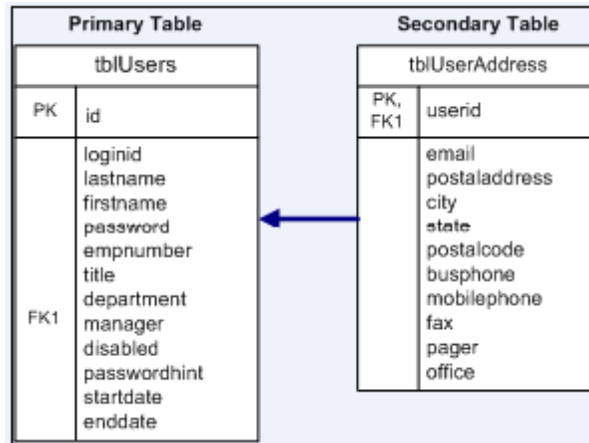 Primary Table
tblUsers
PK
id
FK1
loginid
lastname
firstname
password
empnumber
title
department
manager
disabled
passwordhint
startdate
enddate
Secondary Table
tblUserAddress
PK,
FK1
userid
email
postaladdress
city
state
postalcode
busphone
mobilephone
fax
pager
office